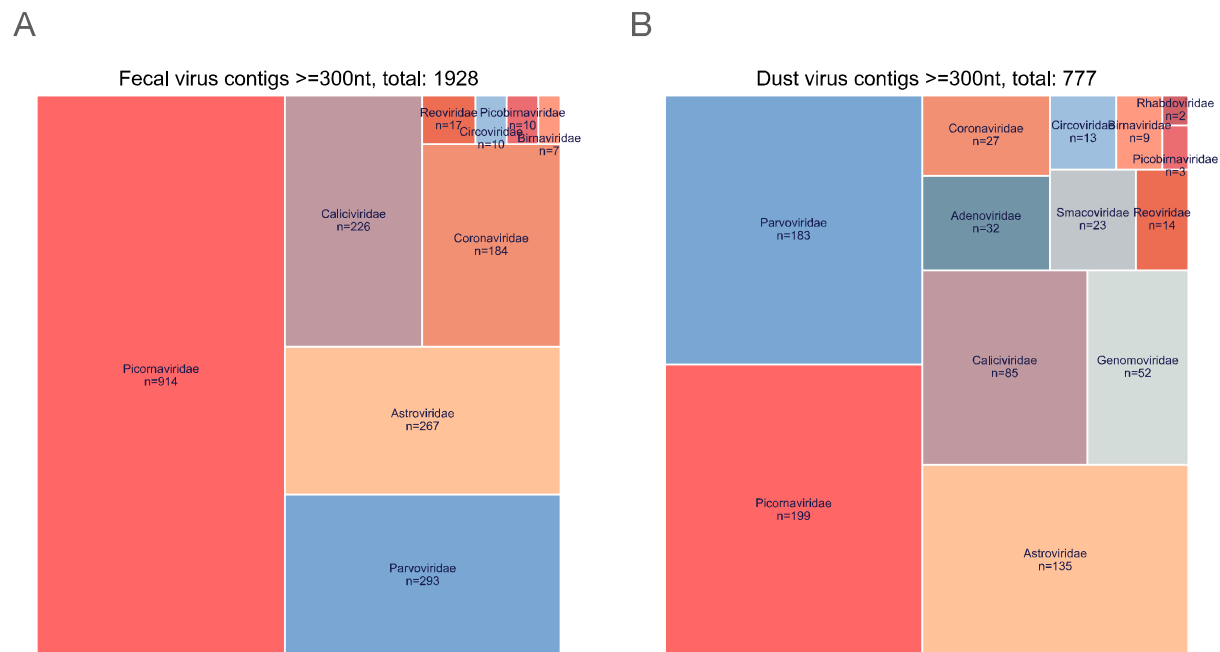 A
Fecal virus contigs >=300nt, total: 1928
Reoviridae
n=17
Circoviridae
n=10
Picobirnaviridae
n=10
Birnaviridae
n=7
Caliciviridae
n=226
Coronaviridae
n=184
Picornaviridae
n=914
Astroviridae
n=267
Parvoviridae
n=293
B
Dust virus contigs >=300nt, total: 777
Parvoviridae
n=183
Coronaviridae
n=27
Circoviridae
n=13
Birnaviridae
n=9
Rhabdoviridae
n=2
Picobirnaviridae
n=3
Adenoviridae
n=32
Smacoviridae
n=23
Reoviridae
n=14
Caliciviridae
n=85
Genomoviridae
n=52
Picornaviridae
n=199
Astroviridae
n=135